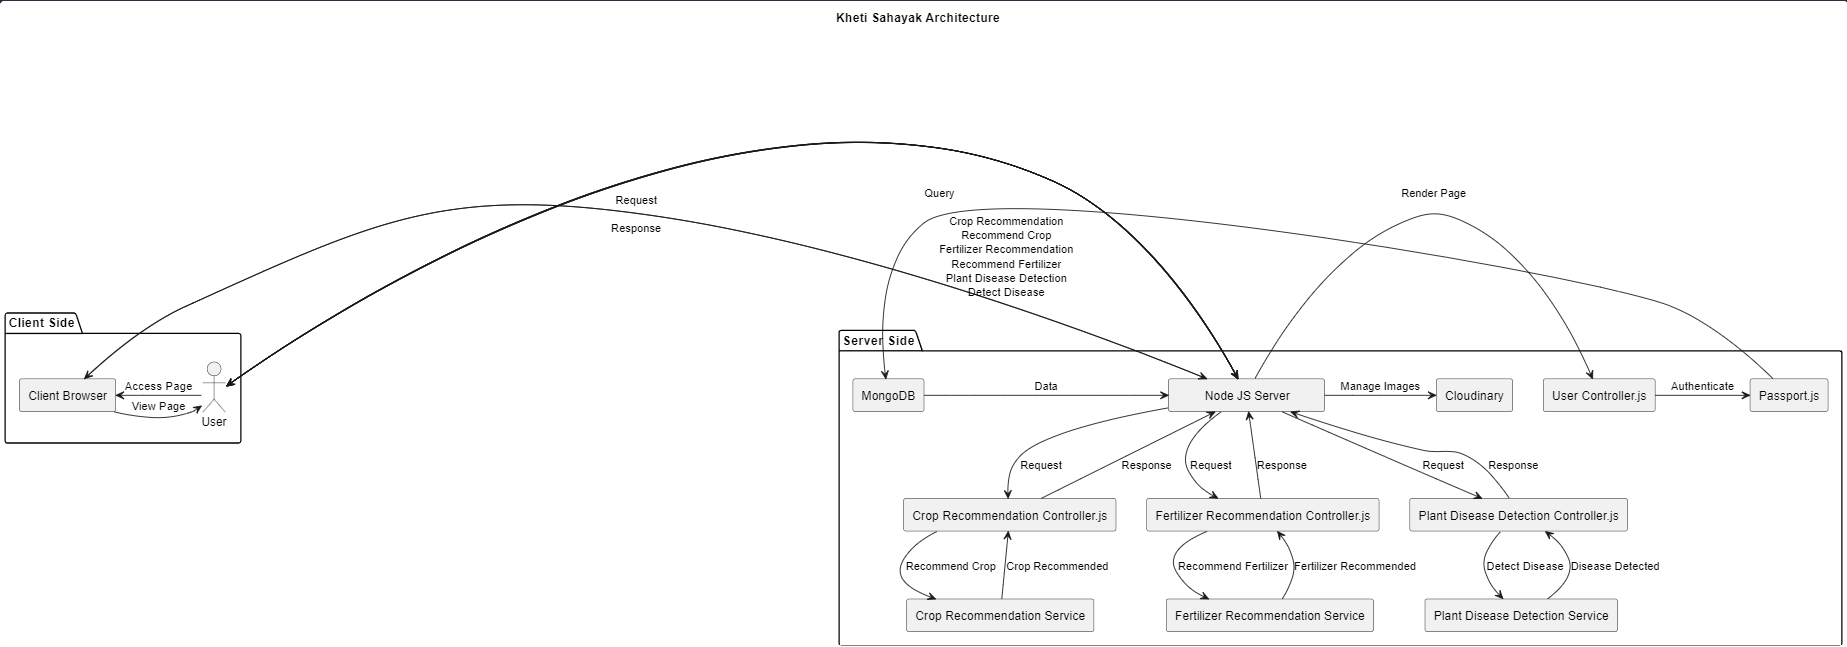 Kheti Sahayak Architecture
Query
Render Page
Request
Response
Crop Recommendation
Recommend Crop
Fertilizer Recommendation
Recommend Fertilizer
Plant Disease Detection
Detect Disease
Client Side
Client Browser
Access Page
View Page
User
Server Side
MongoDB
Data
Node JS Server
Manage Images
Cloudinary
User Controller.js
Authenticate
Passport.js
Request
Response
Request
Response
Request
Response
Crop Recommendation Controller.js
Fertilizer Recommendation Controller.js
Plant Disease Detection Controller.js
Recommend Crop
Crop Recommended
Recommend Fertilizer
Fertilizer Recommended
Detect Disease
Disease Detected
Crop Recommendation Service
Fertilizer Recommendation Service
Plant Disease Detection Service